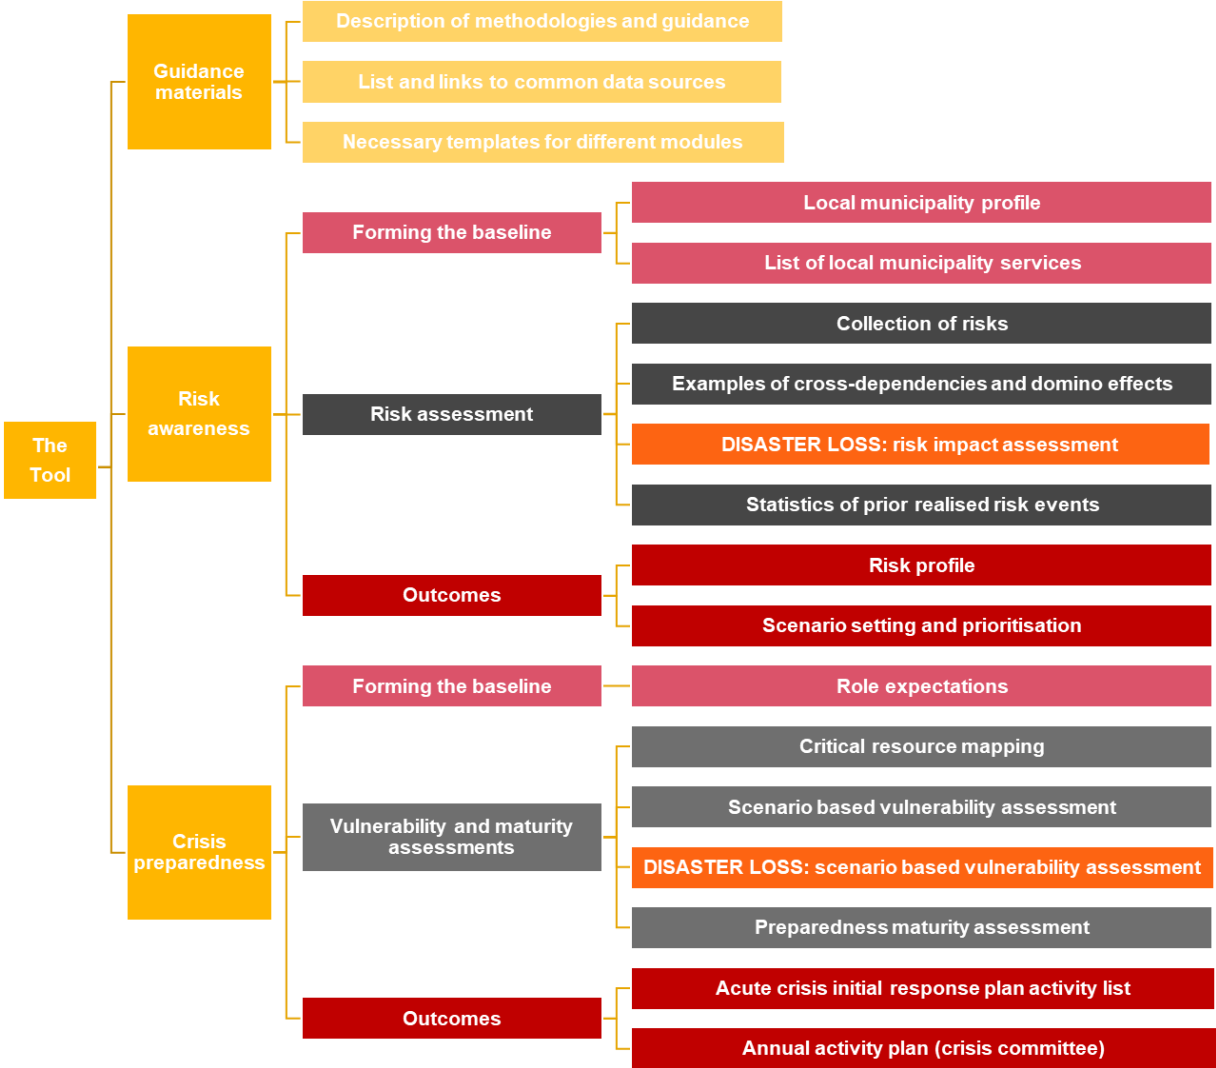 The
Tool
Guidance
materials
Description of methodologies and guidance
List and links to common data sources
Necessary templates for different modules
Risk
awareness
Forming the baseline
Local municipality profile
List of local municipality services
Risk assessment
Collection of risks
Examples of cross-dependencies and domino effects
DISASTER LOSS: risk impact assessment
Statistics of prior realised risk events
Outcomes
Risk profile
Scenario setting and prioritisation
Crisis
preparedness
Forming the baseline
Role expectations
Vulnerability and maturity
assessments
Critical resource mapping
Scenario based vulnerability assessment
DISASTER LOSS: scenario based vulnerability assessment
Preparedness maturity assessment
Outcomes
Acute crisis initial response plan activity list
Annual activity plan (crisis committee)